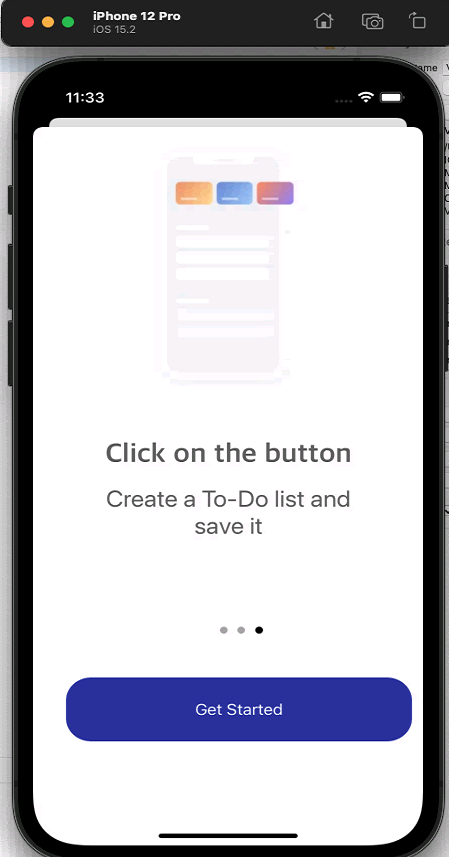 iPhone 12 Pro
iOS 15.2
11:33
Click on the button
Create a To-Do list and
save it
Get Started